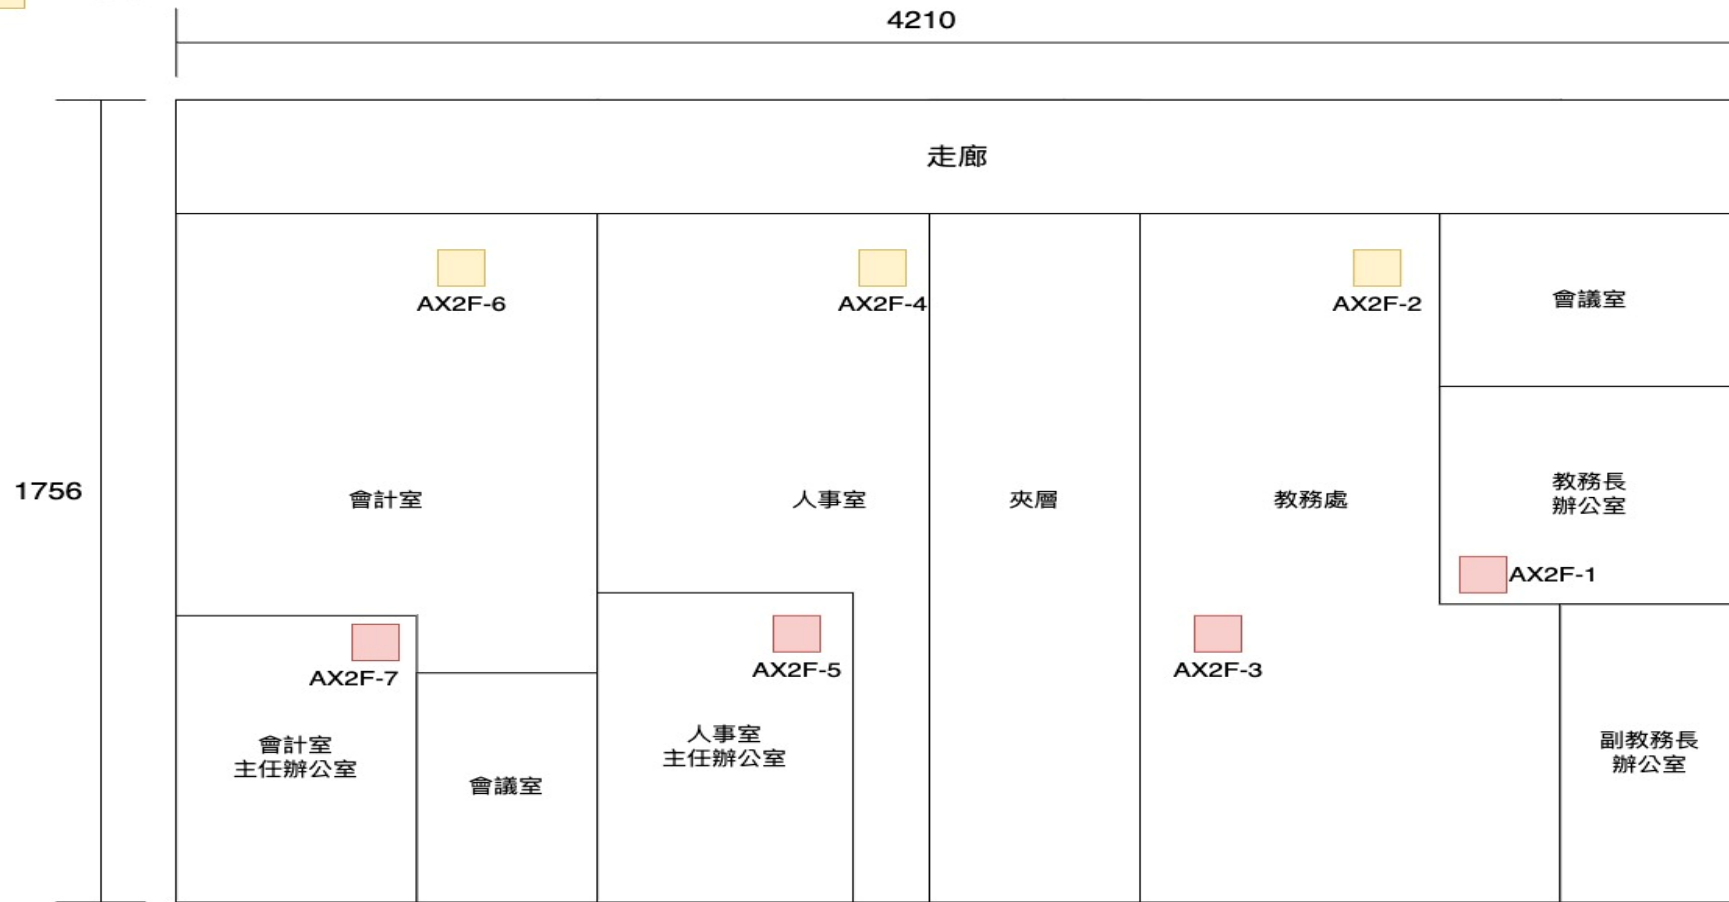 4210
走廊
AX2F-6
AX2F-4
AX2F-2
會議室
1756
會計室
人事室
夾層
教務處
教務長
辦公室
AX2F-1
AX2F-7
AX2F-5
AX2F-3
會計室
主任辦公室
會議室
人事室
主任辦公室
副教務長
辦公室